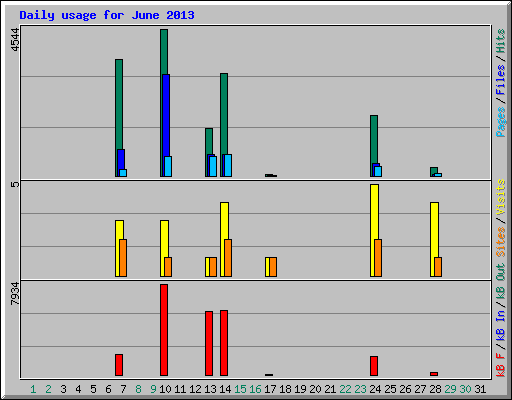 Daily usage for June 2013
4544
5
7934
Pages / Files / Hits
Sites / Visits
kB F / kB In / kB Out
1 2 3 4 5 6 7 8 9 10 11 12 13 14 15 16 17 18 19 20 21 22 23 24 25 26 27 28 29 30 31